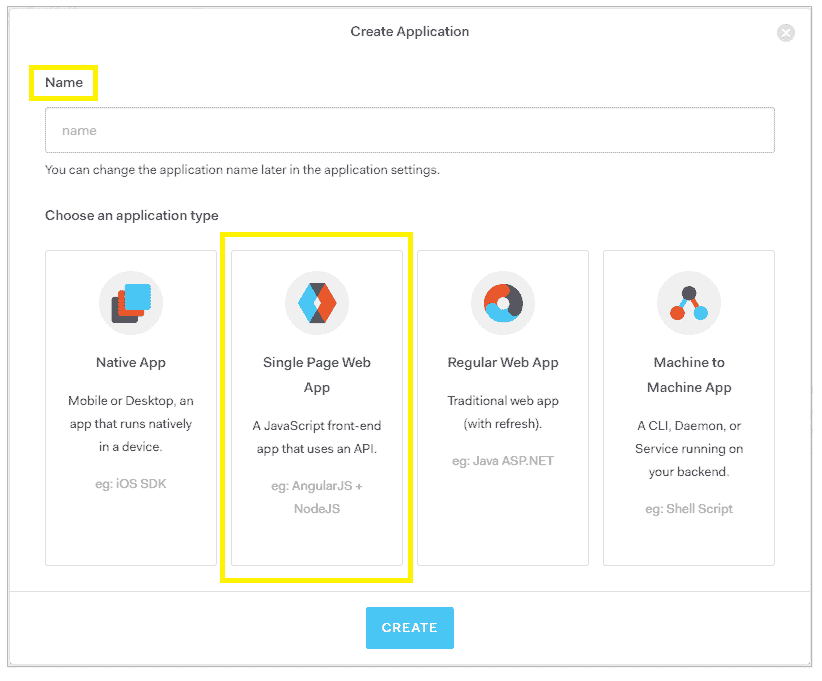 Create Application
Name
name
You can change the application name later in the application settings.
Choose an application type
Native App
Mobile or Desktop, an
app that runs natively
in a device.
eg: iOS SDK
Single Page Web
App
A JavaScript front-end
app that uses an API.
eg: AngularJS +
NodeJS
Regular Web App
Traditional web app
(with refresh).
eg: Java ASP.NET
Machine to
Machine App
A CLI, Daemon, or
Service running on
your backend.
eg: Shell Script
CREATE